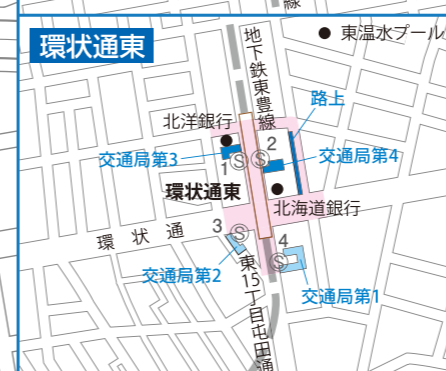 線
環状通東
東温水プール
地下鉄東豊線
路上
北洋銀行
2
交通局第3
Ⓢ
Ⓢ
交通局第4
1
環状通東
北海道銀行
環状通
3
Ⓢ
4
交通局第2
Ⓢ
交通局第1
東15丁目屯田通